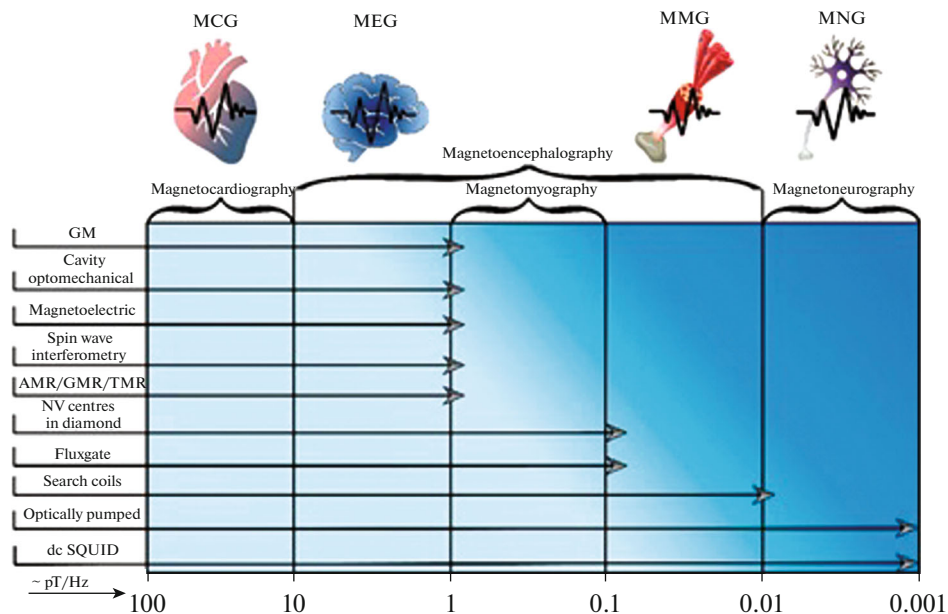 MCG MEG MMG MNG
Magnetoencephalography
Magnetocardiography Magnetomyography Magnetoneurography
GM
Cavity
optomechanical
Magnetoelectric
Spin wave
interferometry
AMR/GMR/TMR
NV centres
in diamond
Fluxgate
Search coils
Optically pumped
dc SQUID
~ pT/Hz
100 10 1 0.1 0.01 0.001